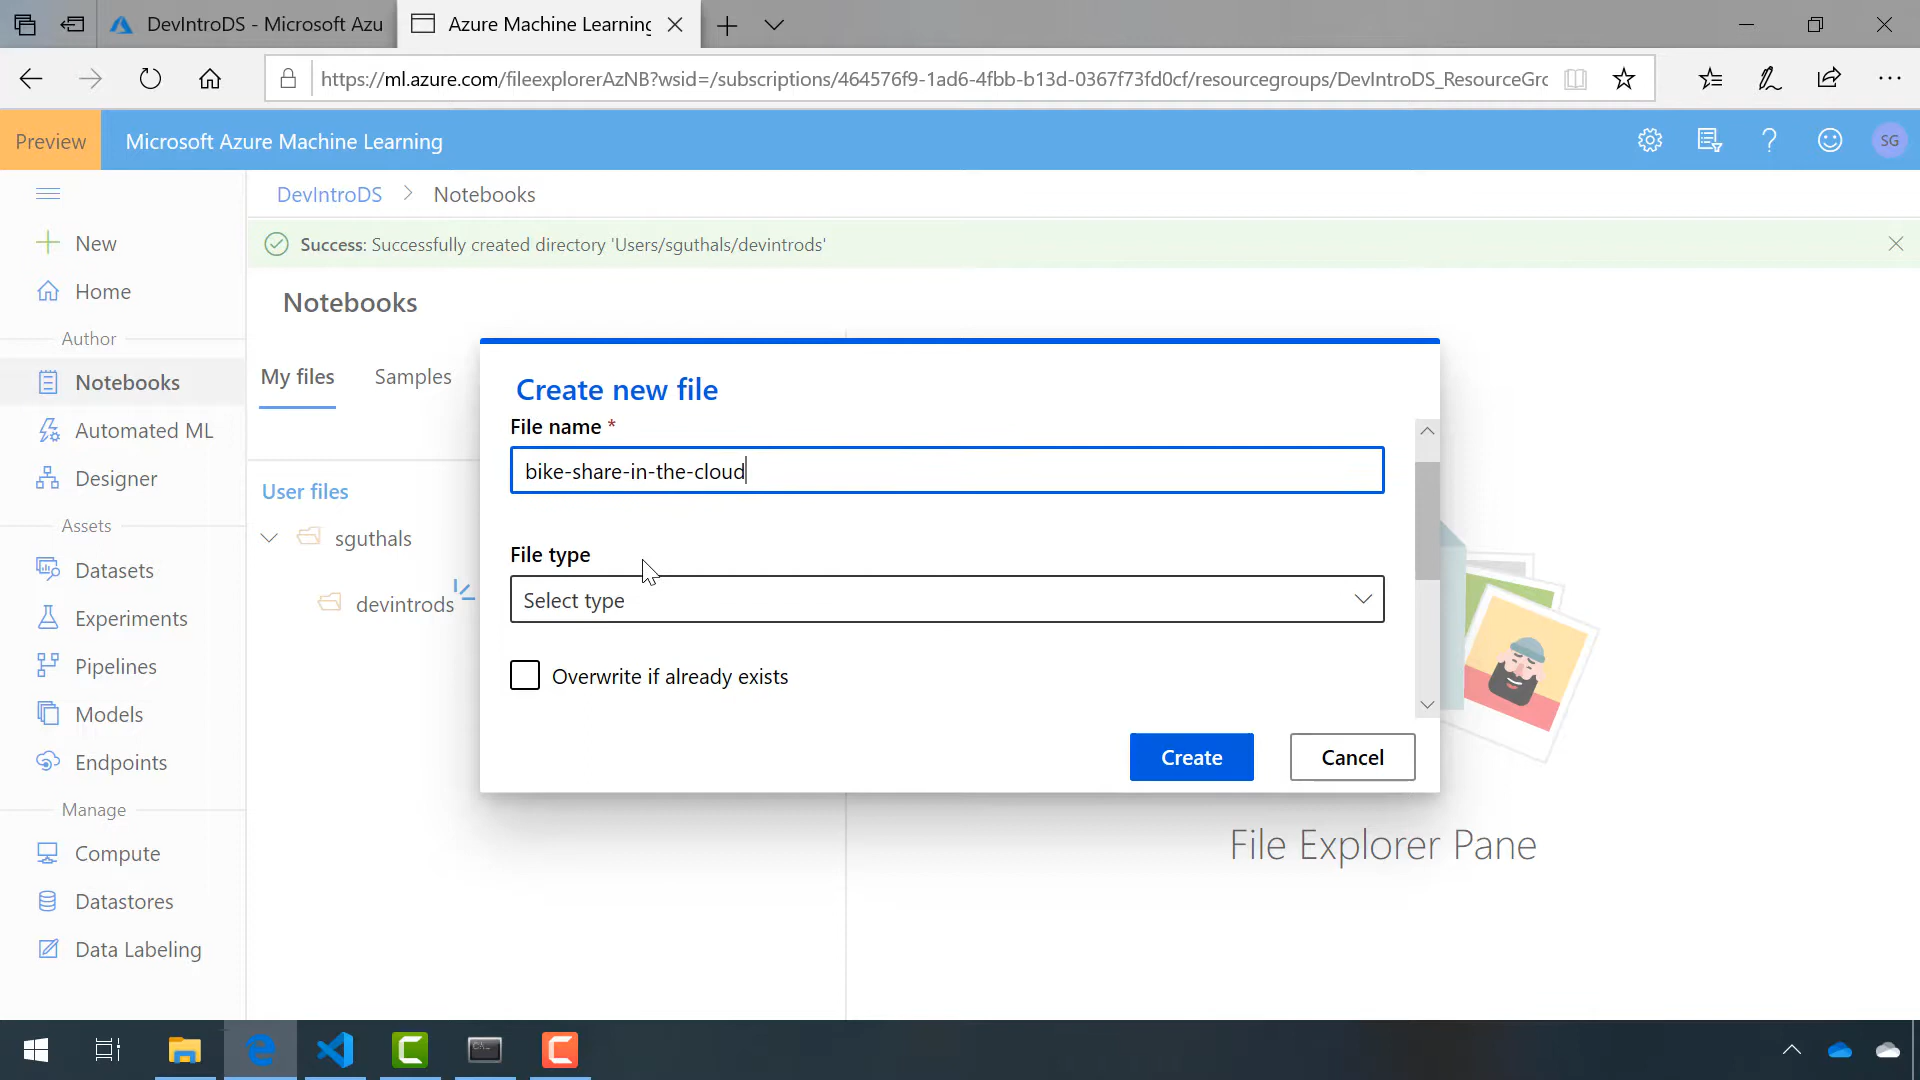 DevIntroDS - Microsoft Azu
Azure Machine Learning
https://ml.azure.com/fileexplorerAzNB?wsid=/subscriptions/464576f9-1ad6-4fbb-b13d-0367f73fd0cf/resourcegroups/DevIntroDS_ResourceGrc
Preview
Microsoft Azure Machine Learning
SG
DevIntroDS > Notebooks
New
Home
Author
Notebooks
Automated ML
Designer
Assets
Datasets
Experiments
Pipelines
Models
Endpoints
Manage
Compute
Datastores
Data Labeling
Success: Successfully created directory 'Users/sguthals/devintrods'
Notebooks
My files
Samples
User files
sguthals
devintrods
Create new file
File name *
bike-share-in-the-cloud
File type
Select type
Overwrite if already exists
Create
Cancel
File Explorer Pane